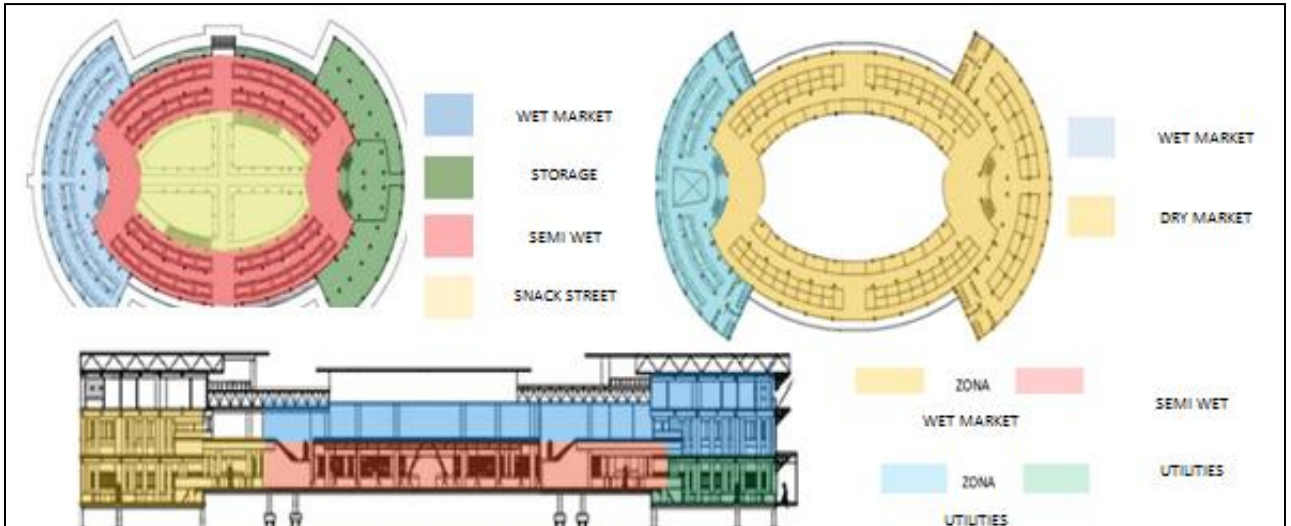 WET MARKET
STORAGE
SEMI WET
SNACK STREET
WET MARKET
DRY MARKET
ZONA
WET MARKET
SEMI WET
ZONA
UTILITIES
UTILITIES